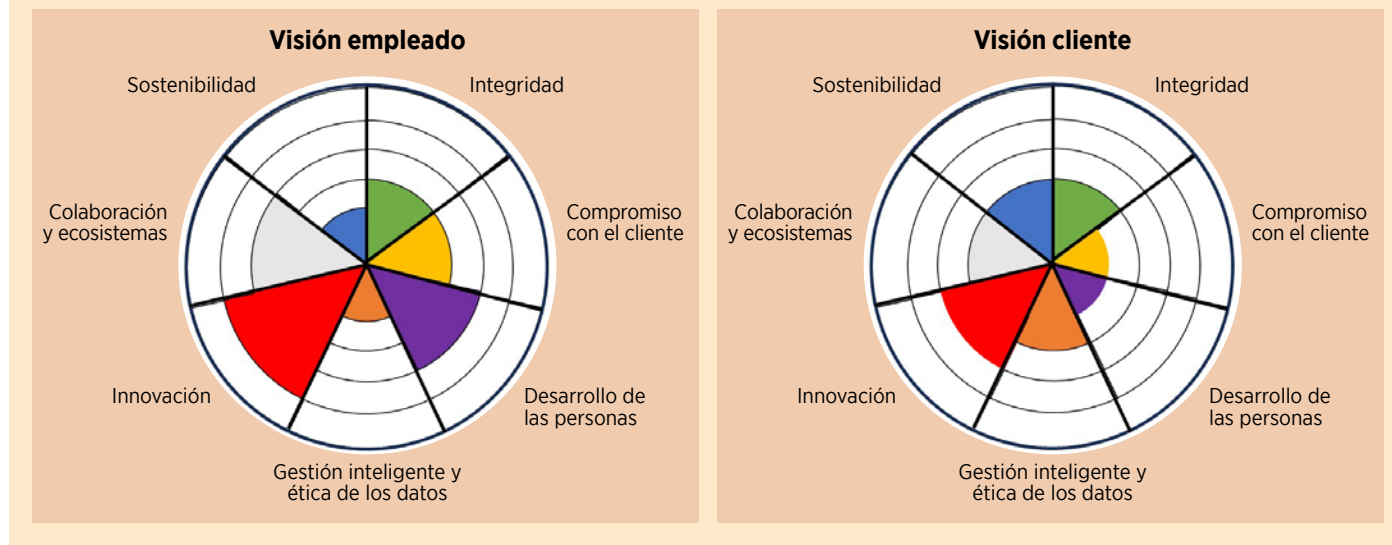 Visión empleado
Sostenibilidad
Integridad
Colaboración
y ecosistemas
Compromiso
con el cliente
Innovación
Desarrollo de
las personas
Gestión inteligente y
ética de los datos
Visión cliente
Sostenibilidad
Integridad
Colaboración
y ecosistemas
Compromiso
con el cliente
Innovación
Desarrollo de
las personas
Gestión inteligente y
ética de los datos